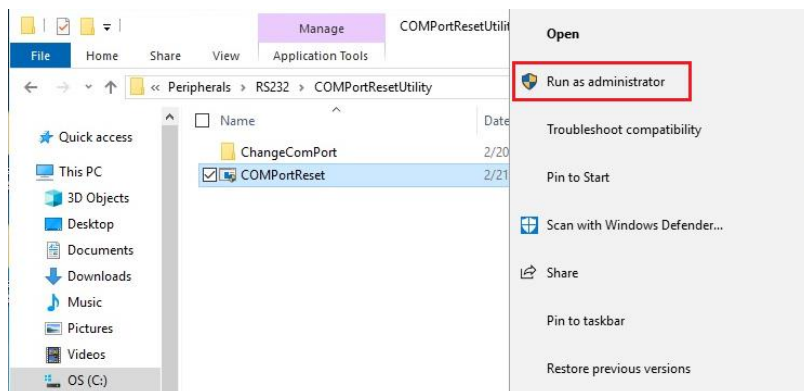 Manage
COMPortResetUtilit
File Home Share View Application Tools
« Peripherals › RS232 › COMPortResetUtility
Name Date
Quick access
ChangeComPort 2/20
This PC
COMPortReset 2/21
3D Objects
Desktop
Documents
Downloads
Music
Pictures
Videos
OS (C:)
Open
Run as administrator
Troubleshoot compatibility
Pin to Start
Scan with Windows Defender...
Share
Pin to taskbar
Restore previous versions